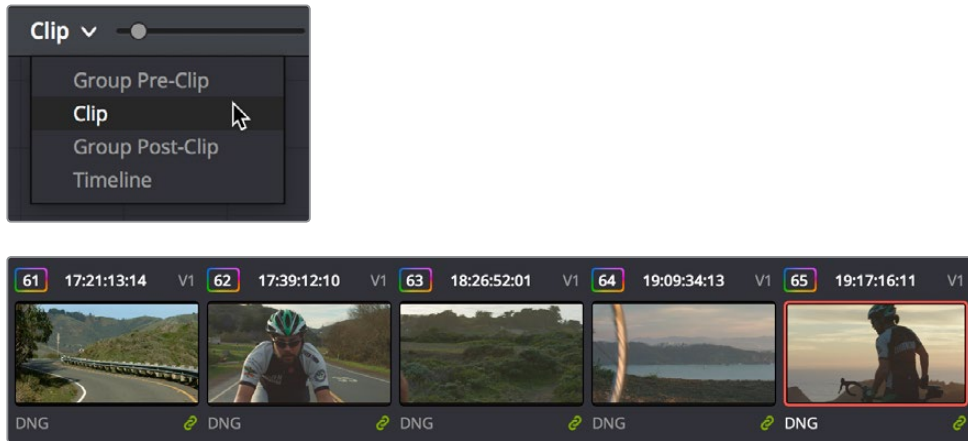 Clip
Group Pre-Clip
Clip
Group Post-Clip
Timeline
61 17:21:13:14 V1 62 17:39:12:10 V1 63 18:26:52:01 V1 64 19:09:34:13 V1 65 19:17:16:11 V1
DNG DNG DNG DNG DNG